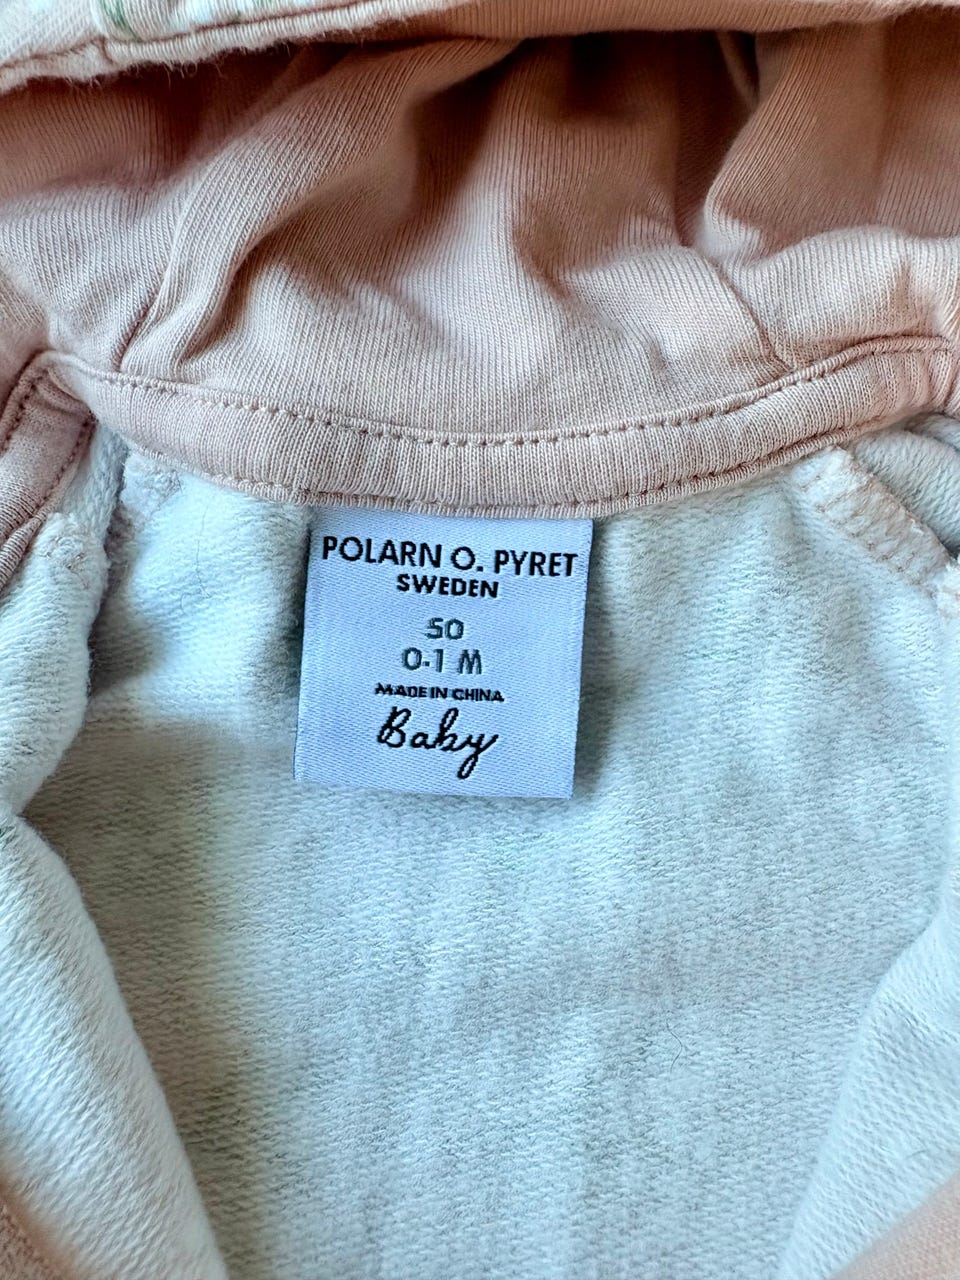 POLARN O. PYRET
SWEDEN
50
0-1 M
MADE IN CHINA
Baby